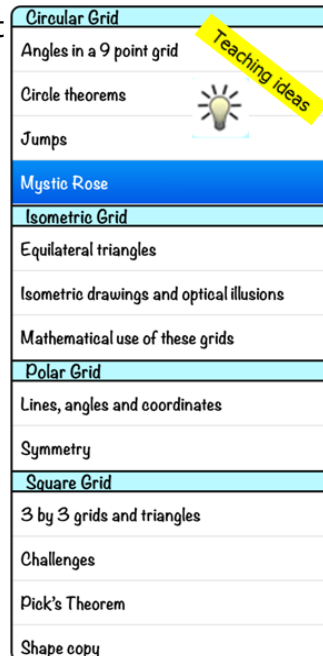 Circular Grid
Teaching ideas
Angles in a 9 point grid
Circle theorems
Jumps
Mystic Rose
Isometric Grid
Equilateral triangles
Isometric drawings and optical illusions
Mathematical use of these grids
Polar Grid
Lines, angles and coordinates
Symmetry
Square Grid
3 by 3 grids and triangles
Challenges
Pick's Theorem
Shape copy